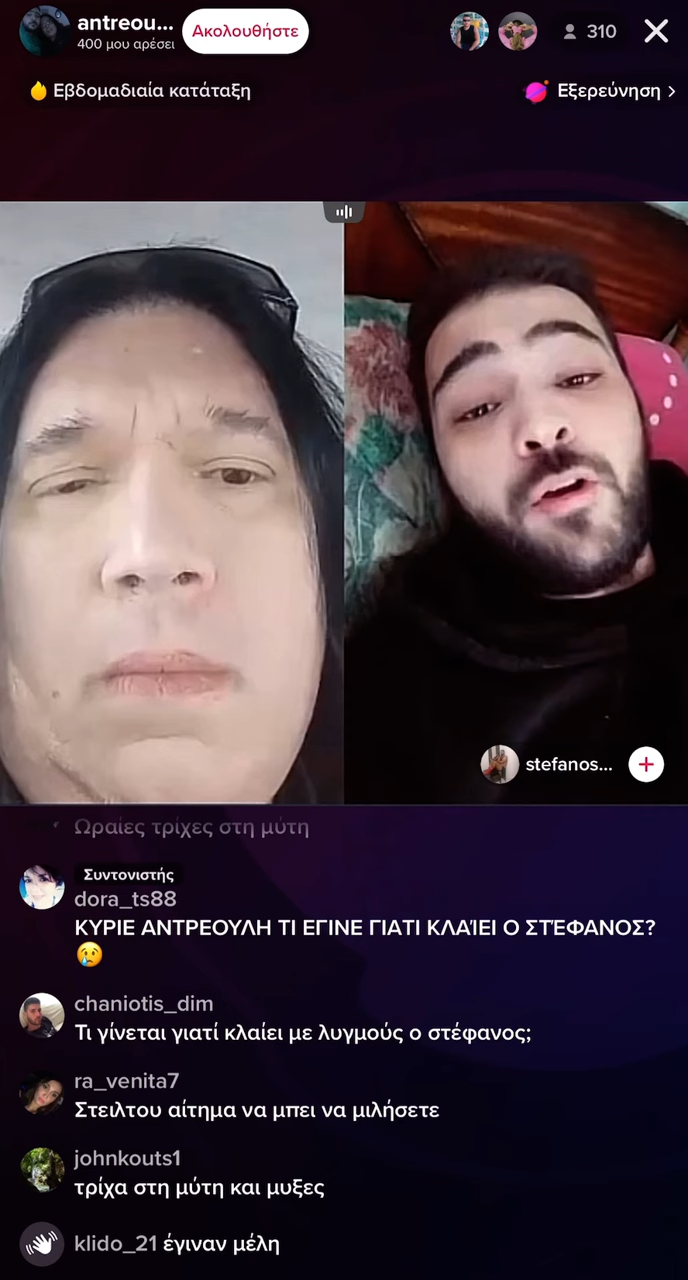 antreou...
400 μου αρέσει
Ακολουθήστε
310
Εβδομαδιαία κατάταξη
Εξερεύνηση
stefanos...
Ωραίες τρίχες στη μύτη
Συντονιστής
dora_ts88
ΚΥΡΙΕ ΑΝΤΡΕΟΥΛΗ ΤΙ ΕΓΙΝΕ ΓΙΑΤΙ ΚΛΑΊΕΙ Ο ΣΤΈΦΑΝΟΣ?
😢
chaniotis_dim
Τι γίνεται γιατί κλαίει με λυγμούς ο στέφανος;
ra_venita7
Στειλτου αίτημα να μπει να μιλήσετε
johnkouts1
τρίχα στη μύτη και μυξες
klido_21 έγιναν μέλη